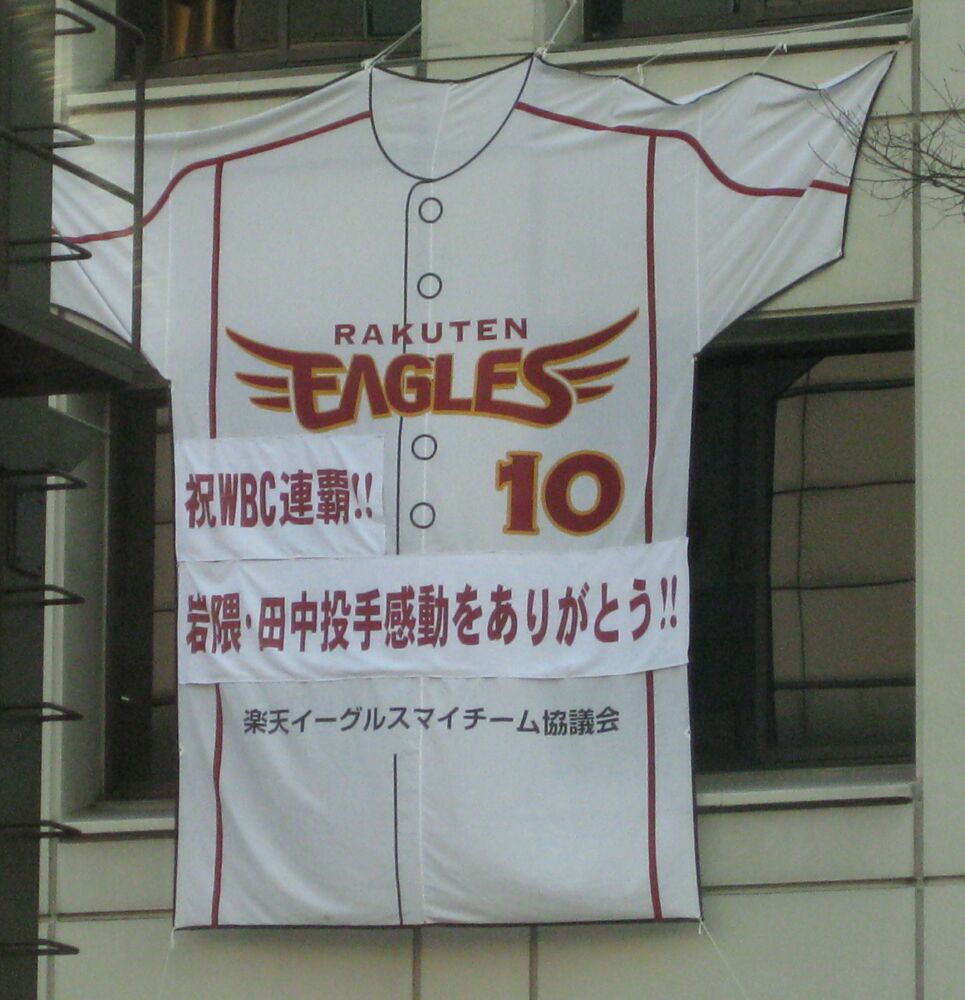 RAKUTEN
EAGLES
10
祝WBC連覇!!
岩隈・田中投手感動をありがとう!!
楽天イーグルスマイチーム協議会